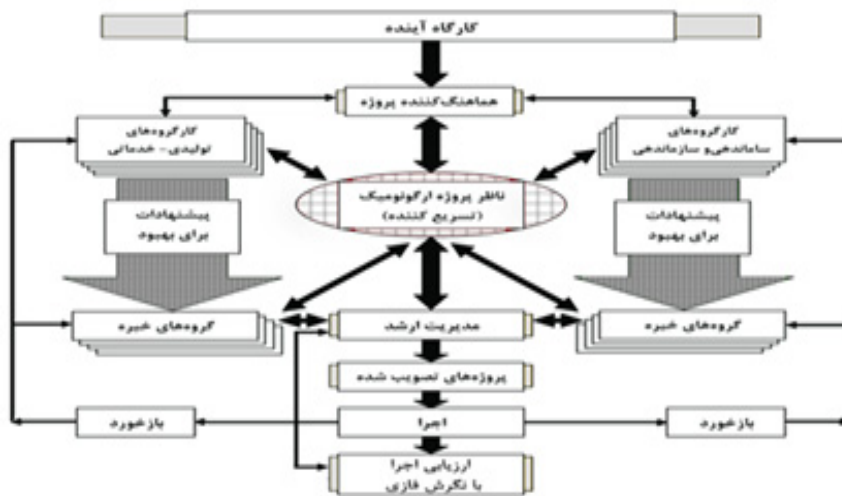 کارگاه آینده
هماهنگ‌کننده پروژه
کارگروه‌های
ساماندهی و سازماندهی
کارگروه‌های
تولیدی- خدماتی
ناظر پروژه ارگونومیک
(تسریع کننده)
پیشنهادات
برای بهبود
پیشنهادات
برای بهبود
گروه‌های خبره
مدیریت ارشد
گروه‌های خبره
پروژه‌های تصویب شده
بازخورد
اجرا
بازخورد
ارزیابی اجرا
با نگرش فازی